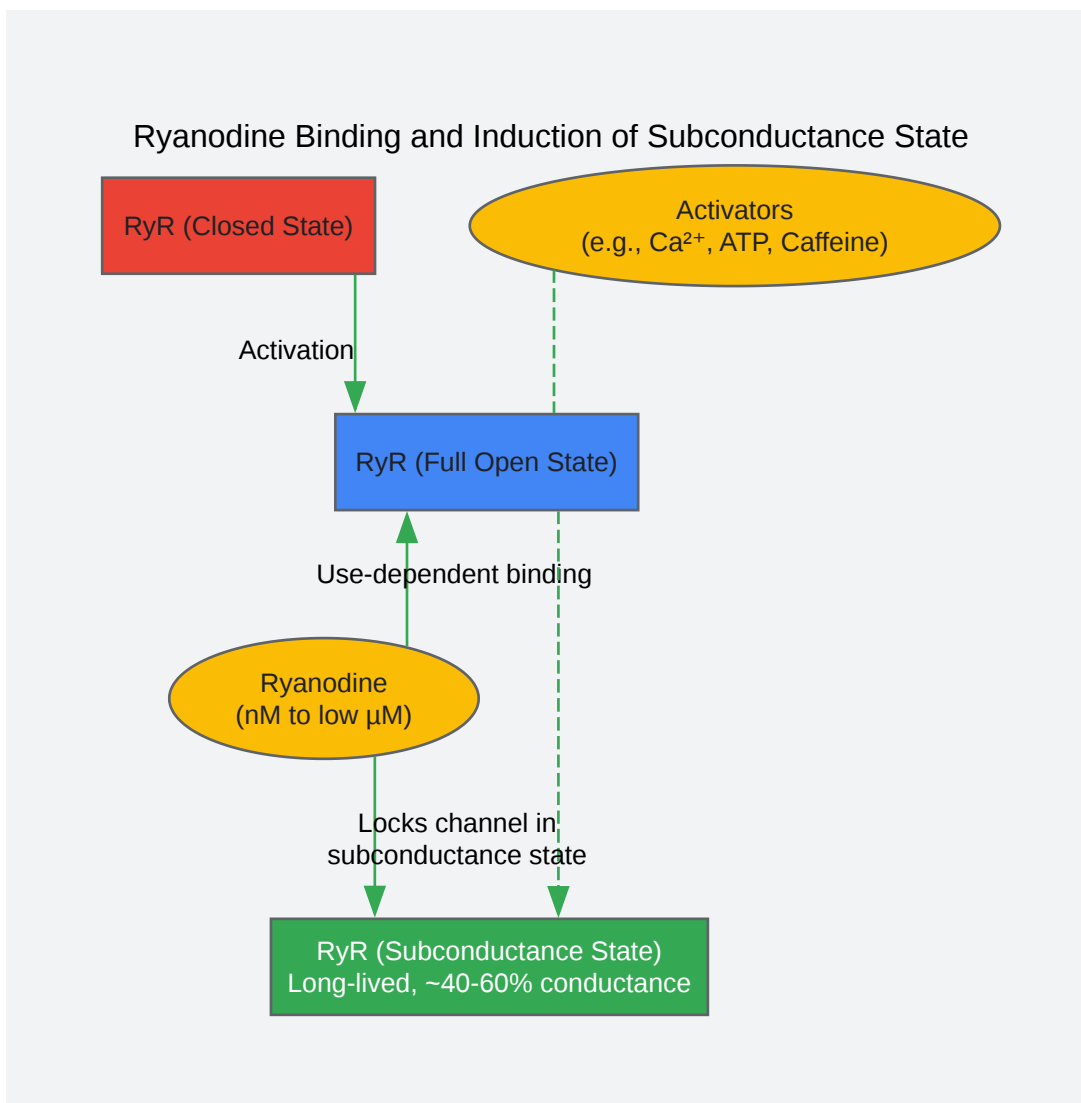 Ryanodine Binding and Induction of Subconductance State
RyR (Closed State)
Activators
(e.g., Ca²⁺, ATP, Caffeine)
Activation
RyR (Full Open State)
Use-dependent binding
Ryanodine
(nM to low µM)
Locks channel in
subconductance state
RyR (Subconductance State)
Long-lived, ~40-60% conductance